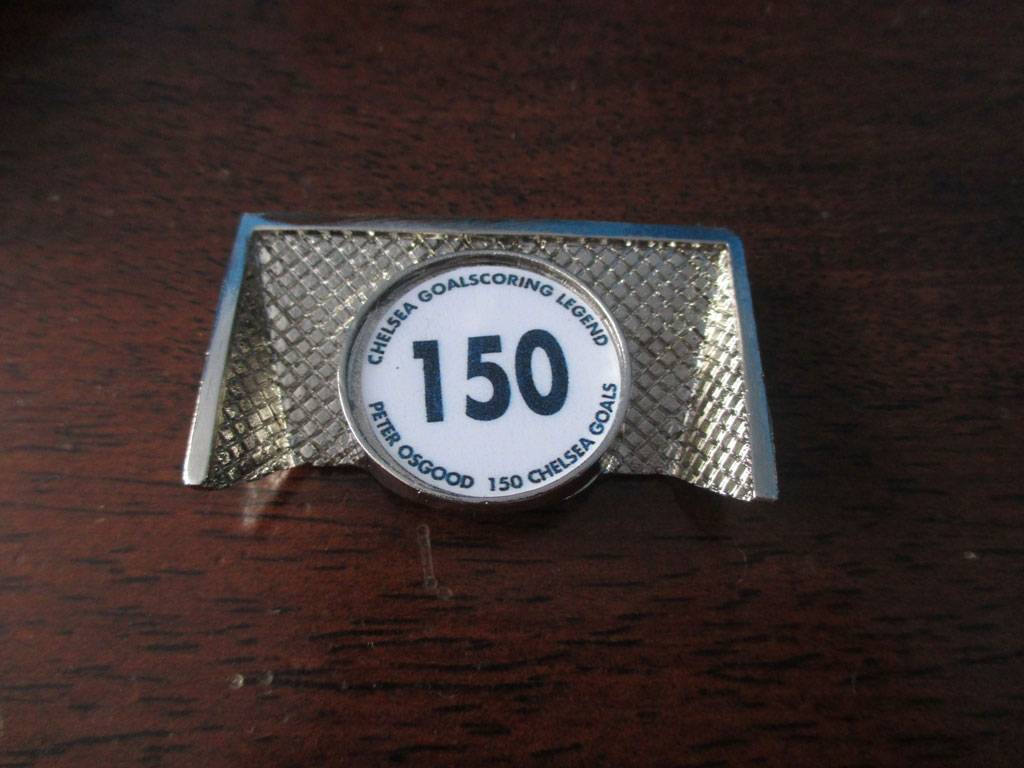 CHELSEA GOALSCORING LEGEND
150
PETER OSGOOD 150 CHELSEA GOALS